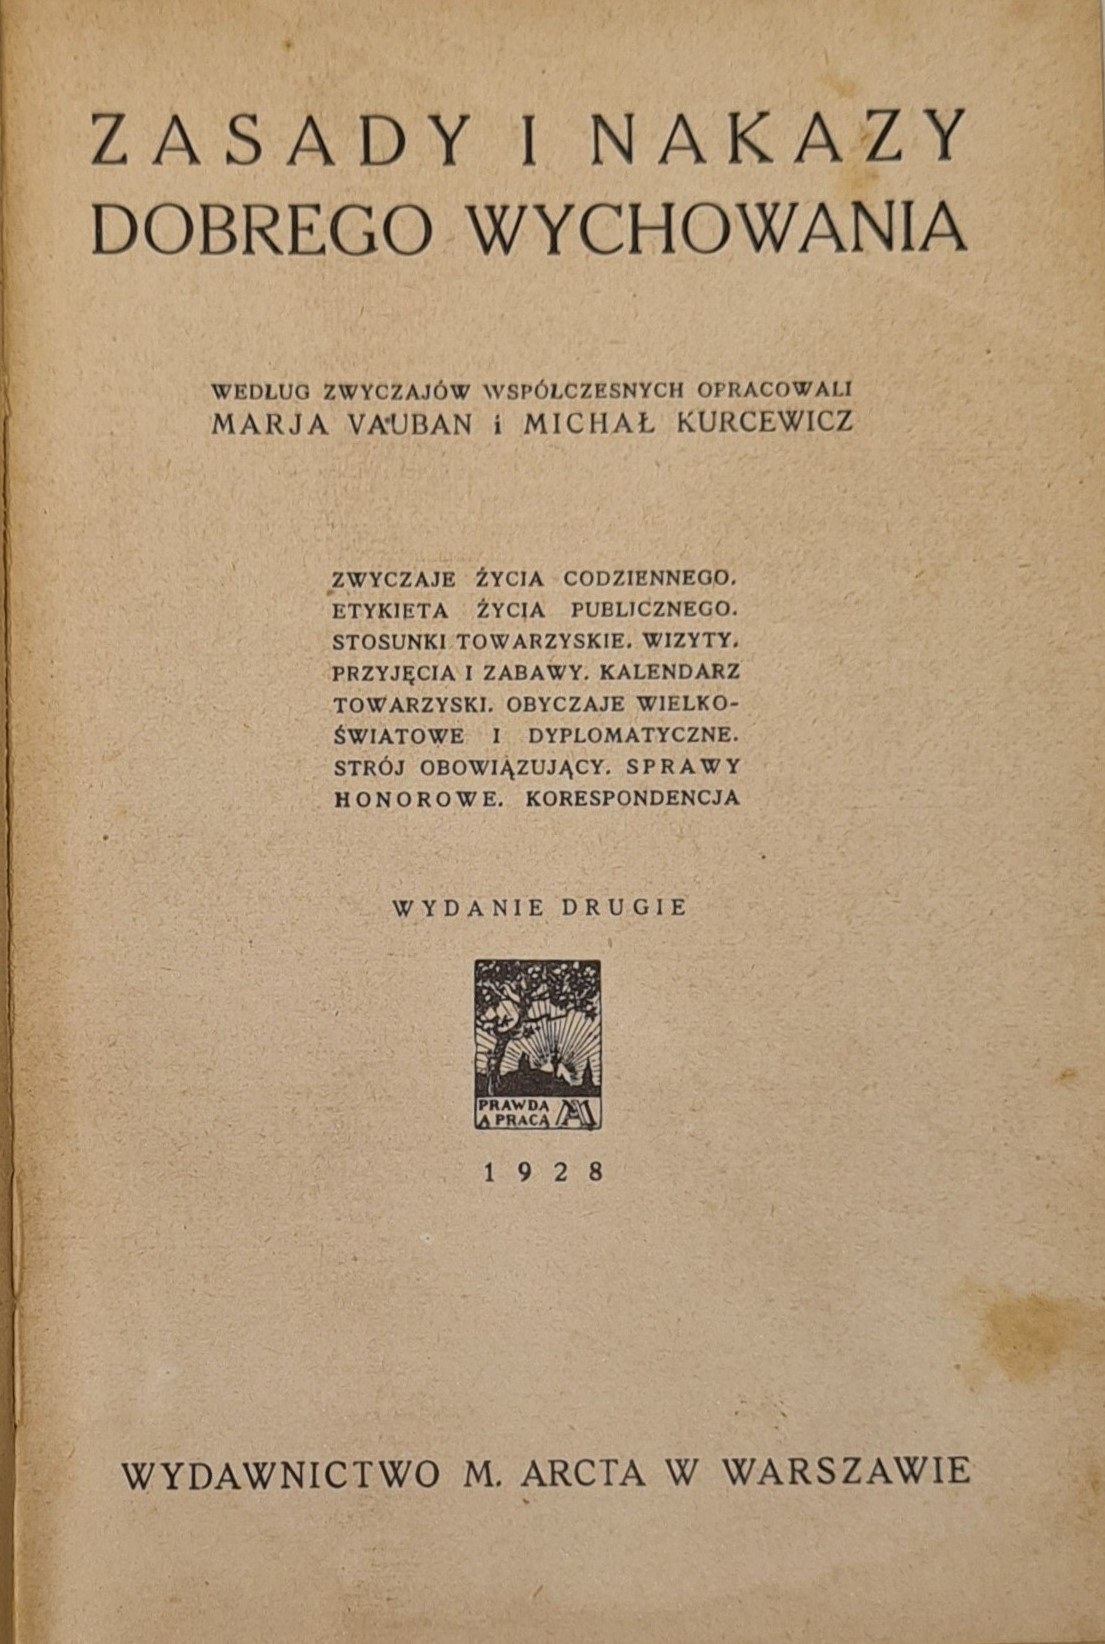 ZASADY I NAKAZY
DOBREGO WYCHOWANIA
WEDŁUG ZWYCZAJÓW WSPÓŁCZESNYCH OPRACOWALI
MARJA VAUBAN i MICHAŁ KURCEWICZ
ZWYCZAJE ŻYCIA CODZIENNEGO.
ETYKIETA ŻYCIA PUBLICZNEGO.
STOSUNKI TOWARZYSKIE. WIZYTY.
PRZYJĘCIA I ZABAWY. KALENDARZ
TOWARZYSKI. OBYCZAJE WIELKO-
ŚWIATOWE I DYPLOMATYCZNE.
STRÓJ OBOWIĄZUJĄCY. SPRAWY
HONOROWE. KORESPONDENCJA
WYDANIE DRUGIE
PRAWDĄ
A PRACĄ
1928
WYDAWNICTWO M. ARCTA W WARSZAWIE